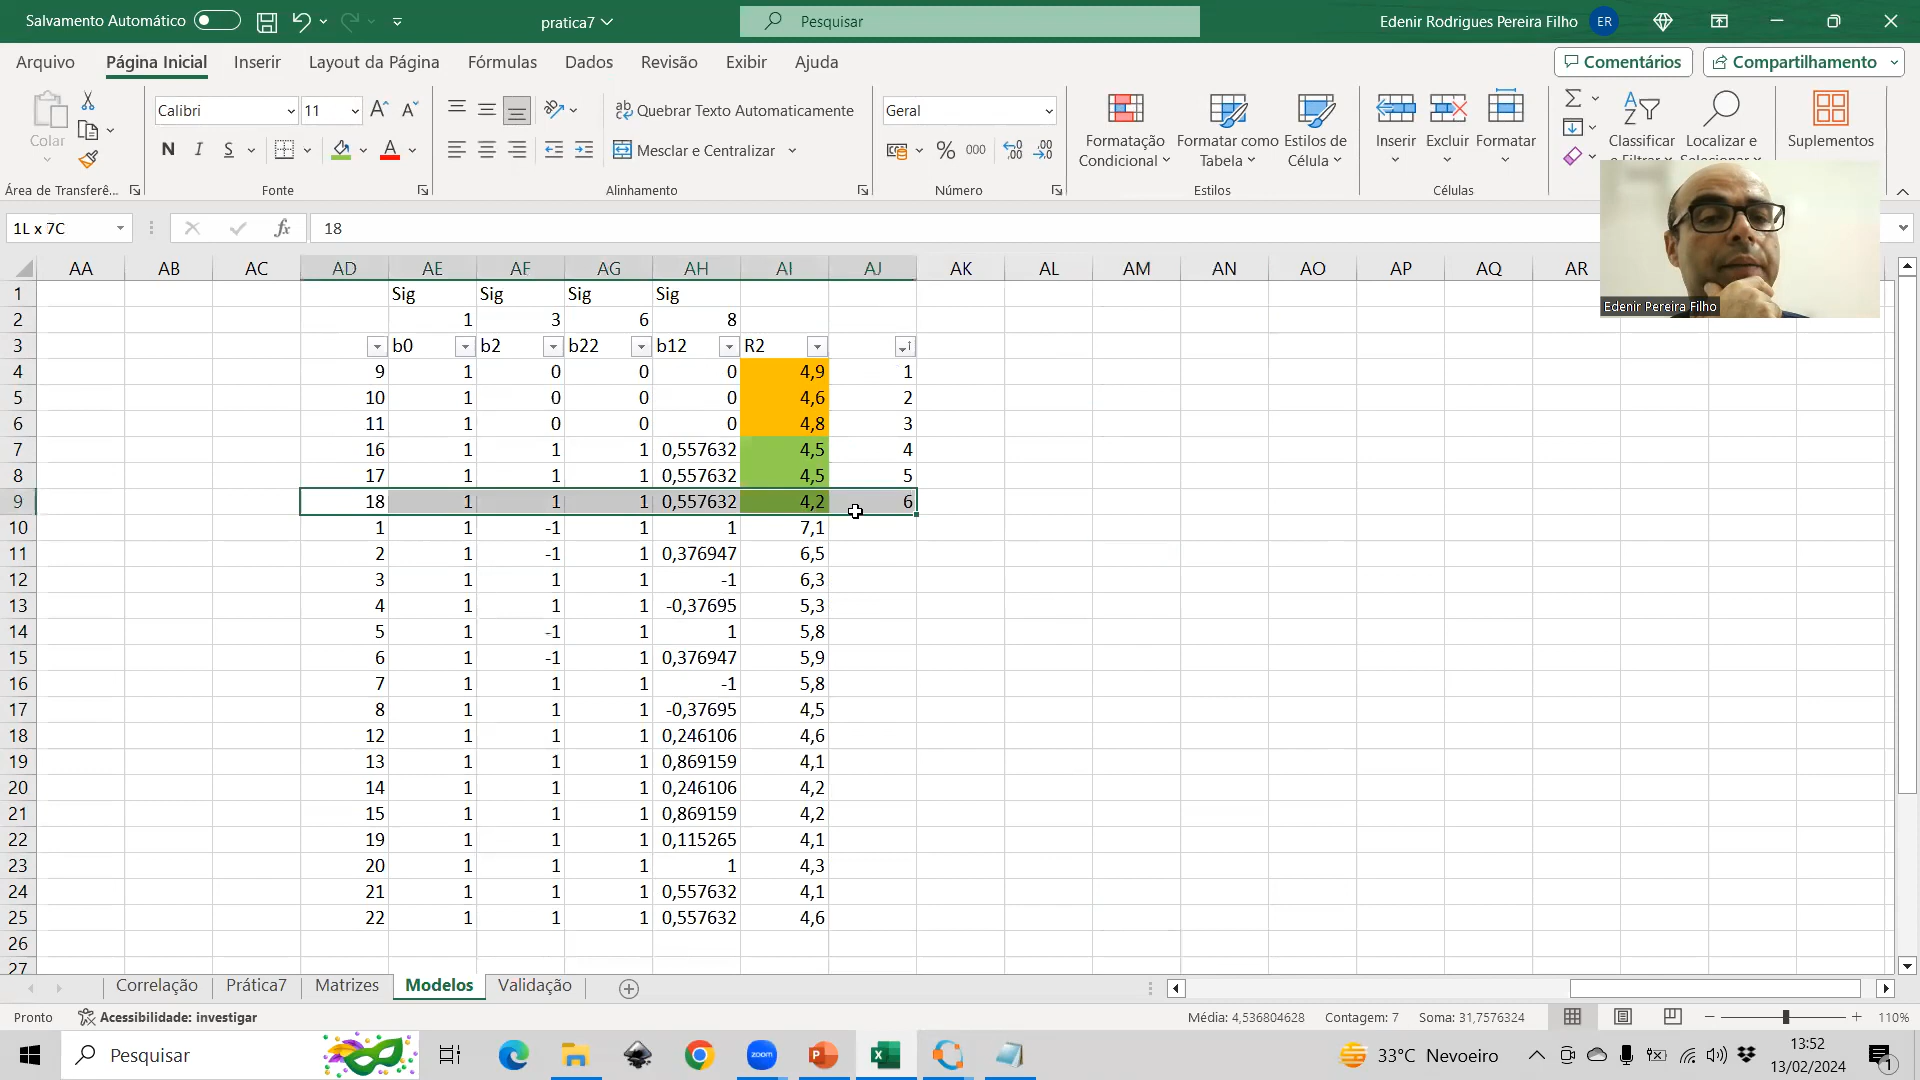 Salvamento Automático
pratica7
Pesquisar
Edenir Rodrigues Pereira Filho
ER
Arquivo
Página Inicial
Inserir
Layout da Página
Fórmulas
Dados
Revisão
Exibir
Ajuda
Comentários
Compartilhamento
Colar
Calibri
11
Quebrar Texto Automaticamente
Geral
N I S
Mesclar e Centralizar
% 000
Formatação Condicional
Formatar como Tabela
Estilos de Célula
Inserir
Excluir
Formatar
Classificar
Localizar e
Suplementos
Área de Transferê...
Fonte
Alinhamento
Número
Estilos
Células
1L x 7C
fx
18
Edenir Pereira Filho
AA AB AC AD AE AF AG AH AI AJ AK AL AM AN AO AP AQ AR
1 Sig Sig Sig Sig
2 1 3 6 8
3 b0 b2 b22 b12 R2
4 9 1 0 0 0 4,9 1
5 10 1 0 0 0 4,6 2
6 11 1 0 0 0 4,8 3
7 16 1 1 1 0,557632 4,5 4
8 17 1 1 1 0,557632 4,5 5
9 18 1 1 1 0,557632 4,2 6
10 1 1 -1 1 1 7,1
11 2 1 -1 1 0,376947 6,5
12 3 1 1 1 -1 6,3
13 4 1 1 1 -0,37695 5,3
14 5 1 -1 1 1 5,8
15 6 1 -1 1 0,376947 5,9
16 7 1 1 1 -1 5,8
17 8 1 1 1 -0,37695 4,5
18 12 1 1 1 0,246106 4,6
19 13 1 1 1 0,869159 4,1
20 14 1 1 1 0,246106 4,2
21 15 1 1 1 0,869159 4,2
22 19 1 1 1 0,115265 4,1
23 20 1 1 1 1 4,3
24 21 1 1 1 0,557632 4,1
25 22 1 1 1 0,557632 4,6
26
27
Correlação
Prática7
Matrizes
Modelos
Validação
Pronto
Acessibilidade: investigar
Média: 4,536804628
Contagem: 7
Soma: 31,7576324
110%
Pesquisar
zoom
33°C Nevoeiro
13:52
13/02/2024
1